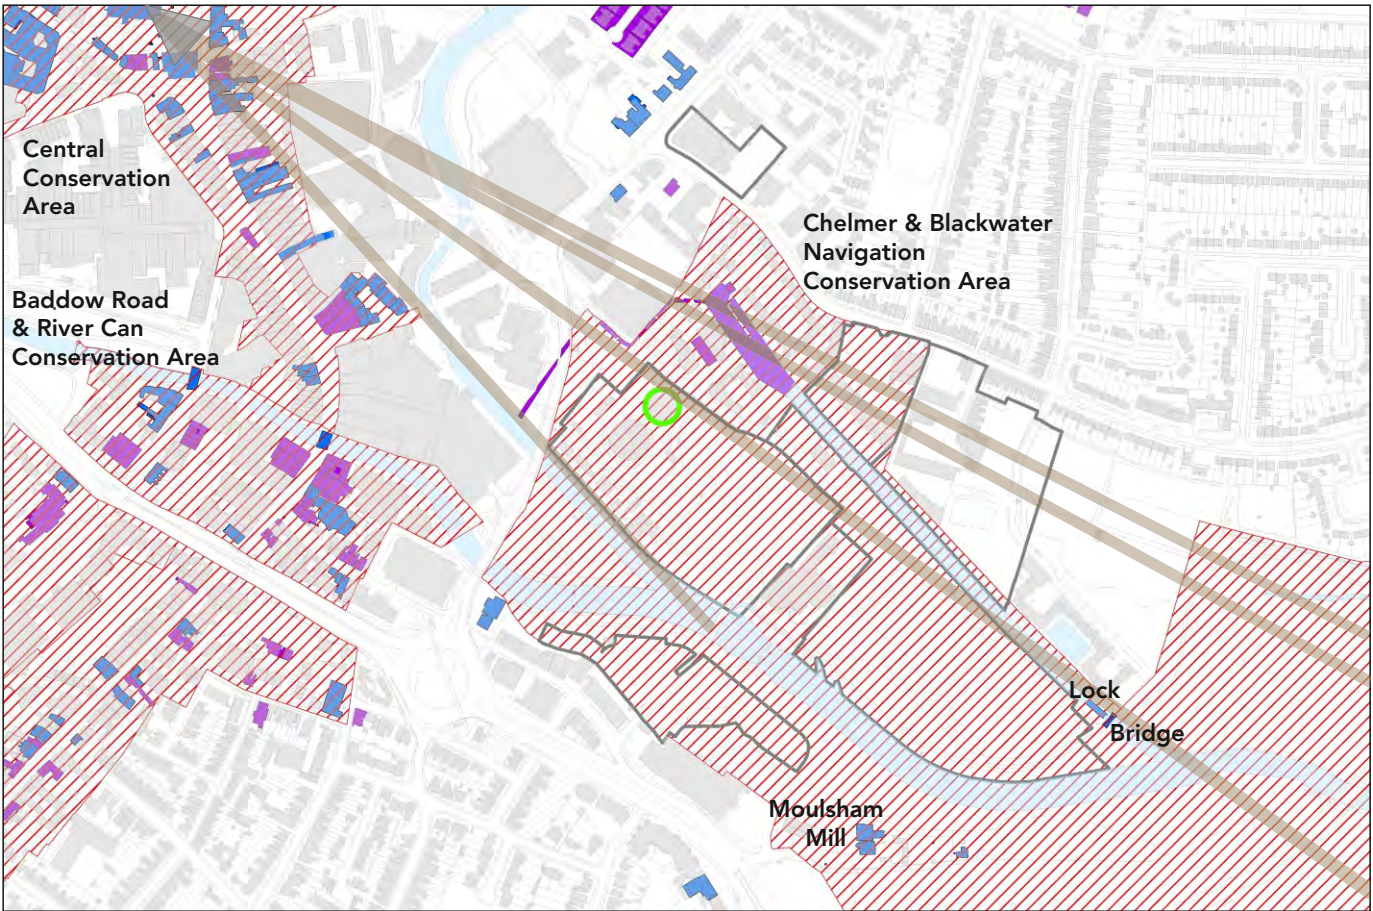 Central
Conservation
Area
Chelmer & Blackwater
Navigation
Conservation Area
Baddow Road
& River Can
Conservation Area
Lock
Bridge
Moulsham
Mill